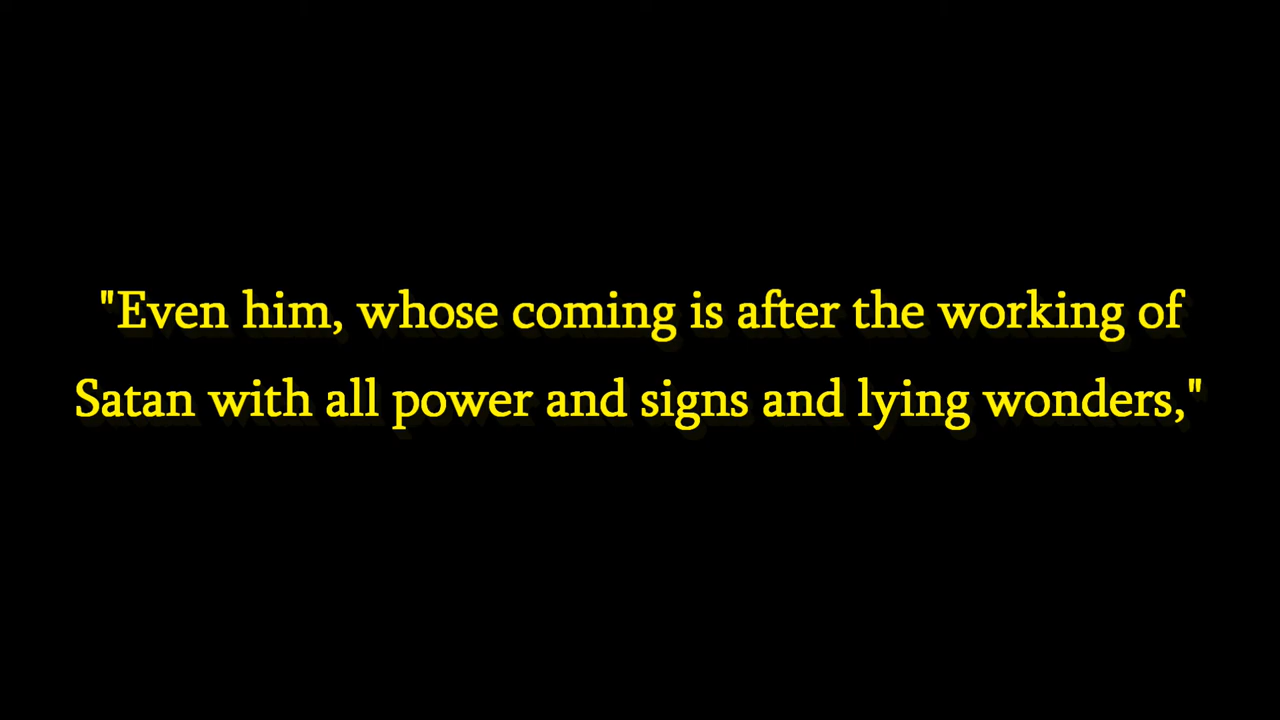 "Even him, whose coming is after the working of
Satan with all power and signs and lying wonders,"